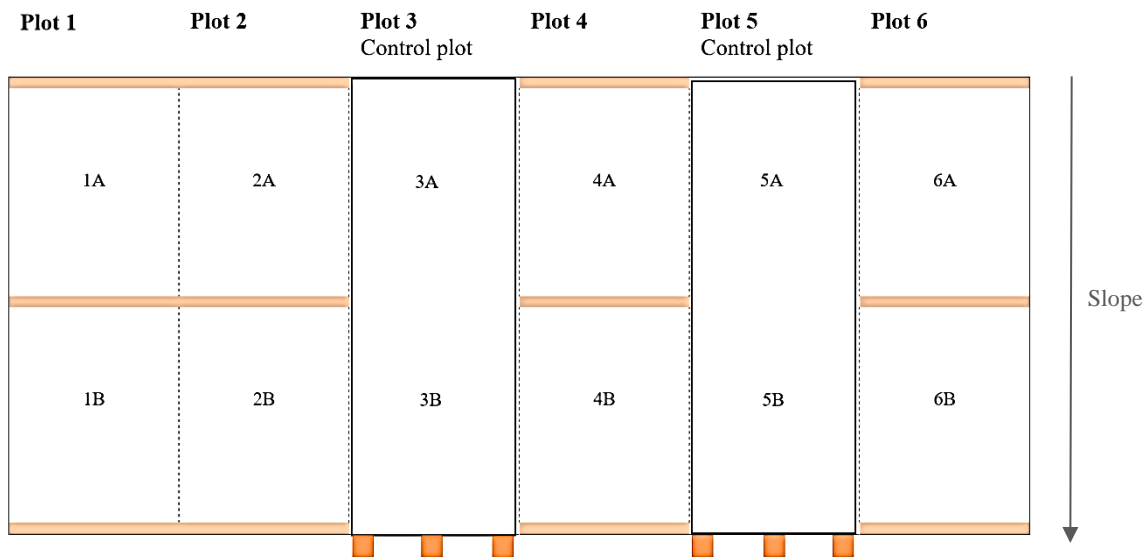 Plot 1 Plot 2 Plot 3 Plot 4 Plot 5 Plot 6
Control plot Control plot
1A 2A 3A 4A 5A 6A
Slope
1B 2B 3B 4B 5B 6B